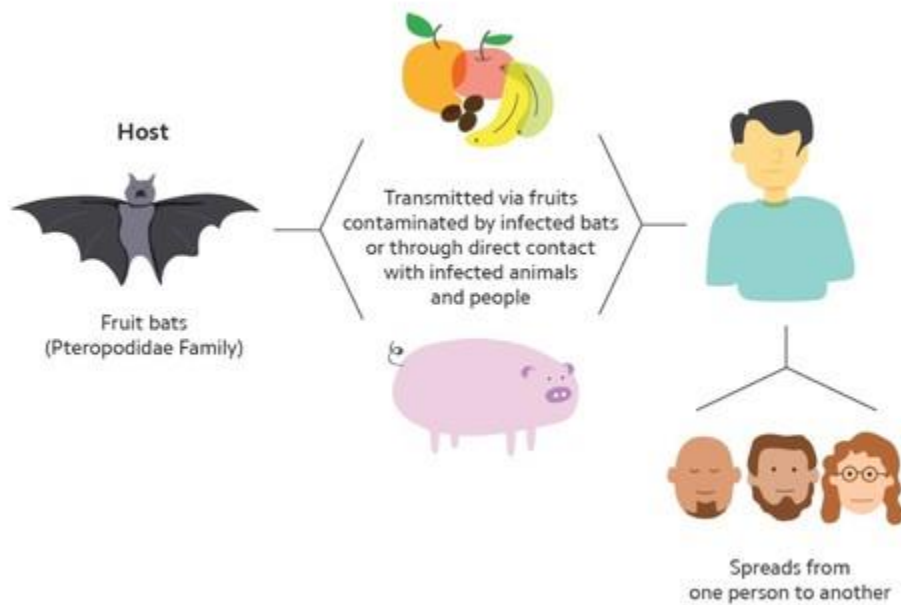 Host
Fruit bats
(Pteropodidae Family)
Transmitted via fruits
contaminated by infected bats
or through direct contact
with infected animals
and people
Spreads from
one person to another